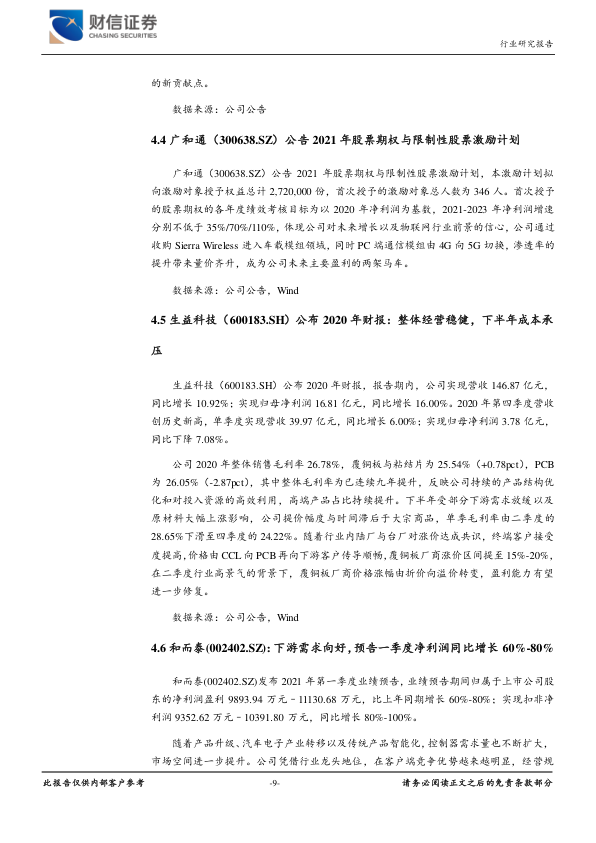 财信证券
CHASING SECURITIES
行业研究报告
的新贡献点。
数据来源：公司公告
4.4 广和通（300638.SZ）公告 2021 年股票期权与限制性股票激励计划
广和通（300638.SZ）公告 2021 年股票期权与限制性股票激励计划，本激励计划拟
向激励对象授予权益总计 2,720,000 份，首次授予的激励对象总人数为 346 人。首次授予
的股票期权的各年度绩效考核目标为以 2020 年净利润为基数，2021-2023 年净利润增速
分别不低于 35%/70%/110%，体现公司对未来增长以及物联网行业前景的信心，公司通过
收购 Sierra Wireless 进入车载模组领域，同时 PC 端通信模组由 4G 向 5G 切换，渗透率的
提升带来量价齐升，成为公司未来主要盈利的两架马车。
数据来源：公司公告，Wind
4.5 生益科技（600183.SH）公布 2020 年财报：整体经营稳健，下半年成本承
压
生益科技（600183.SH）公布 2020 年财报，报告期内，公司实现营收 146.87 亿元，
同比增长 10.92%；实现归母净利润 16.81 亿元，同比增长 16.00%。2020 年第四季度营收
创历史新高，单季度实现营收 39.97 亿元，同比增长 6.00%；实现归母净利润 3.78 亿元，
同比下降 7.08%。
公司 2020 年整体销售毛利率 26.78%，覆铜板与粘结片为 25.54%（+0.78pct），PCB
为 26.05%（-2.87pct），其中整体毛利率为已连续九年提升，反映公司持续的产品结构优
化和对投入资源的高效利用，高端产品占比持续提升。下半年受部分下游需求放缓以及
原材料大幅上涨影响，公司提价幅度与时间滞后于大宗商品，单季毛利率由二季度的
28.65%下滑至四季度的 24.22%。随着行业内陆厂与台厂对涨价达成共识，终端客户接受
度提高，价格由 CCL 向 PCB 再向下游客户传导顺畅，覆铜板厂商涨价区间提至 15%-20%，
在二季度行业高景气的背景下，覆铜板厂商价格涨幅由折价向溢价转变，盈利能力有望
进一步修复。
数据来源：公司公告，Wind
4.6 和而泰(002402.SZ)：下游需求向好，预告一季度净利润同比增长 60%-80%
和而泰(002402.SZ)发布 2021 年第一季度业绩预告，业绩预告期间归属于上市公司股
东的净利润盈利 9893.94 万元－11130.68 万元，比上年同期增长 60%-80%；实现扣非净
利润 9352.62 万元－10391.80 万元，同比增长 80%-100%。
随着产品升级、汽车电子产业转移以及传统产品智能化，控制器需求量也不断扩大，
市场空间进一步提升。公司凭借行业龙头地位，在客户端竞争优势越来越明显，经营规
此报告仅供内部客户参考
-9-
请务必阅读正文之后的免责条款部分